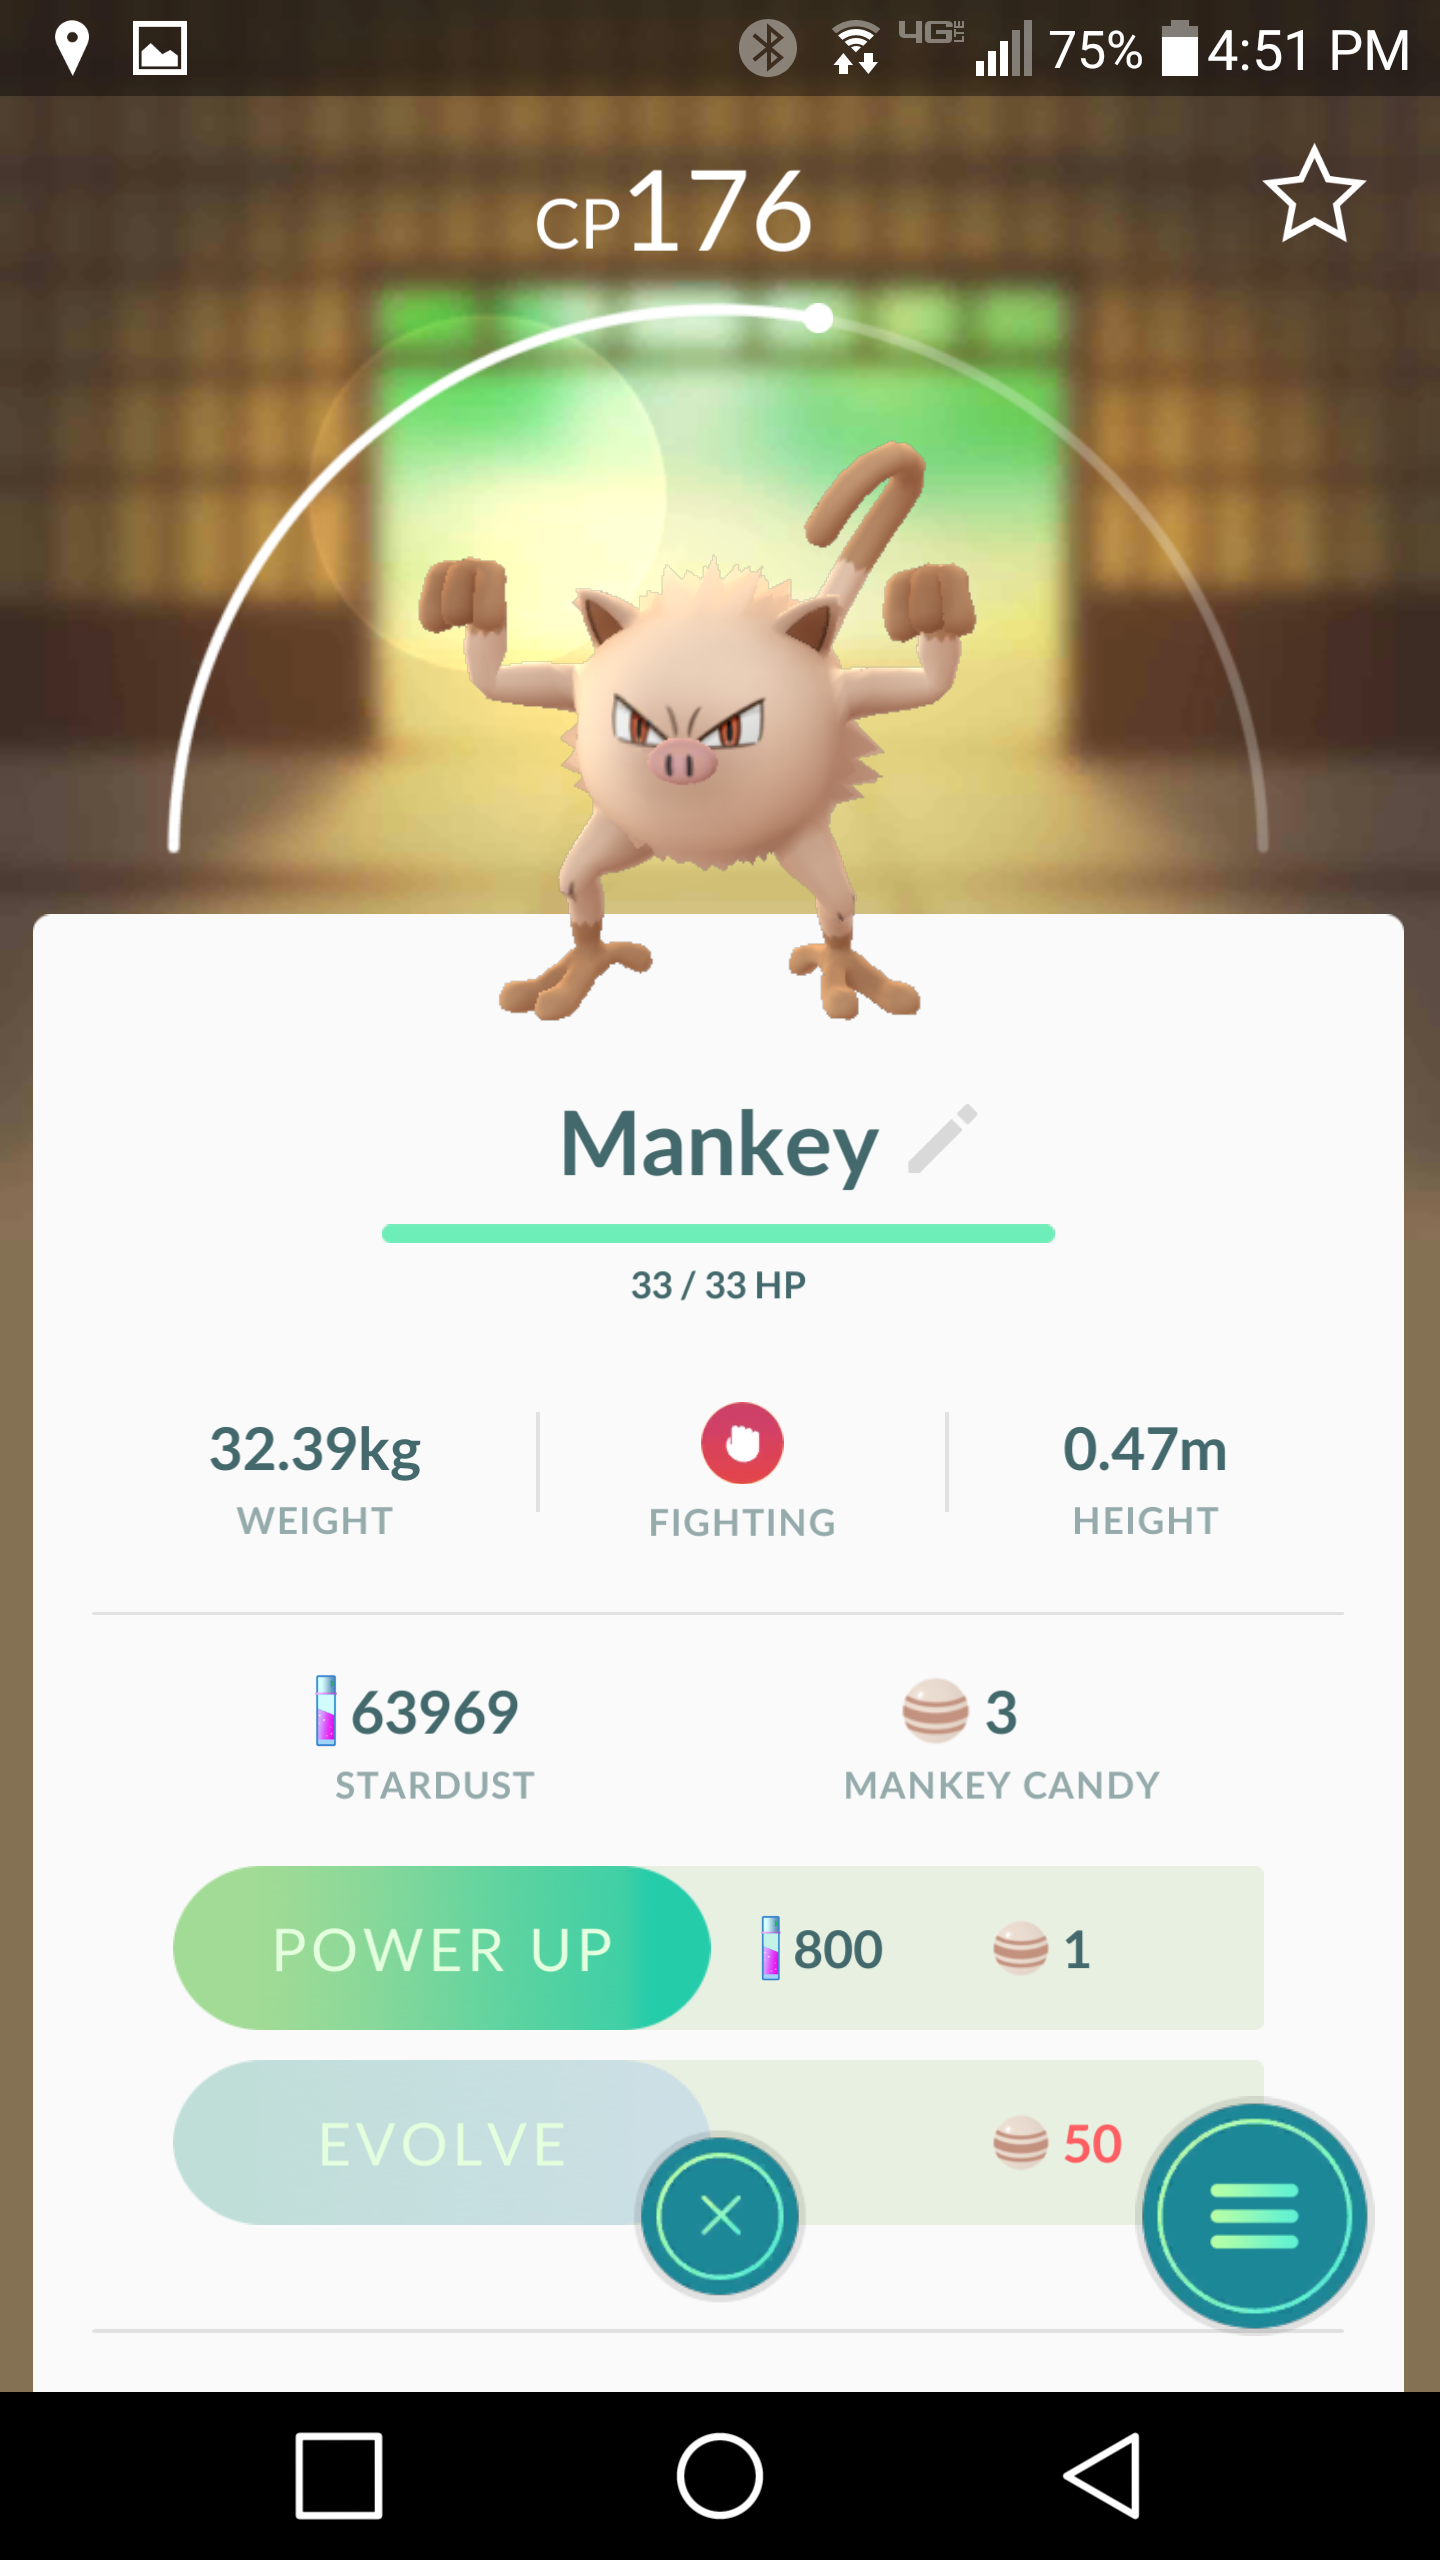 4G LTE 75% 4:51 PM
CP176
Mankey
33 / 33 HP
32.39kg
WEIGHT
FIGHTING
0.47m
HEIGHT
63969
STARDUST
3
MANKEY CANDY
POWER UP 800 1
EVOLVE 50